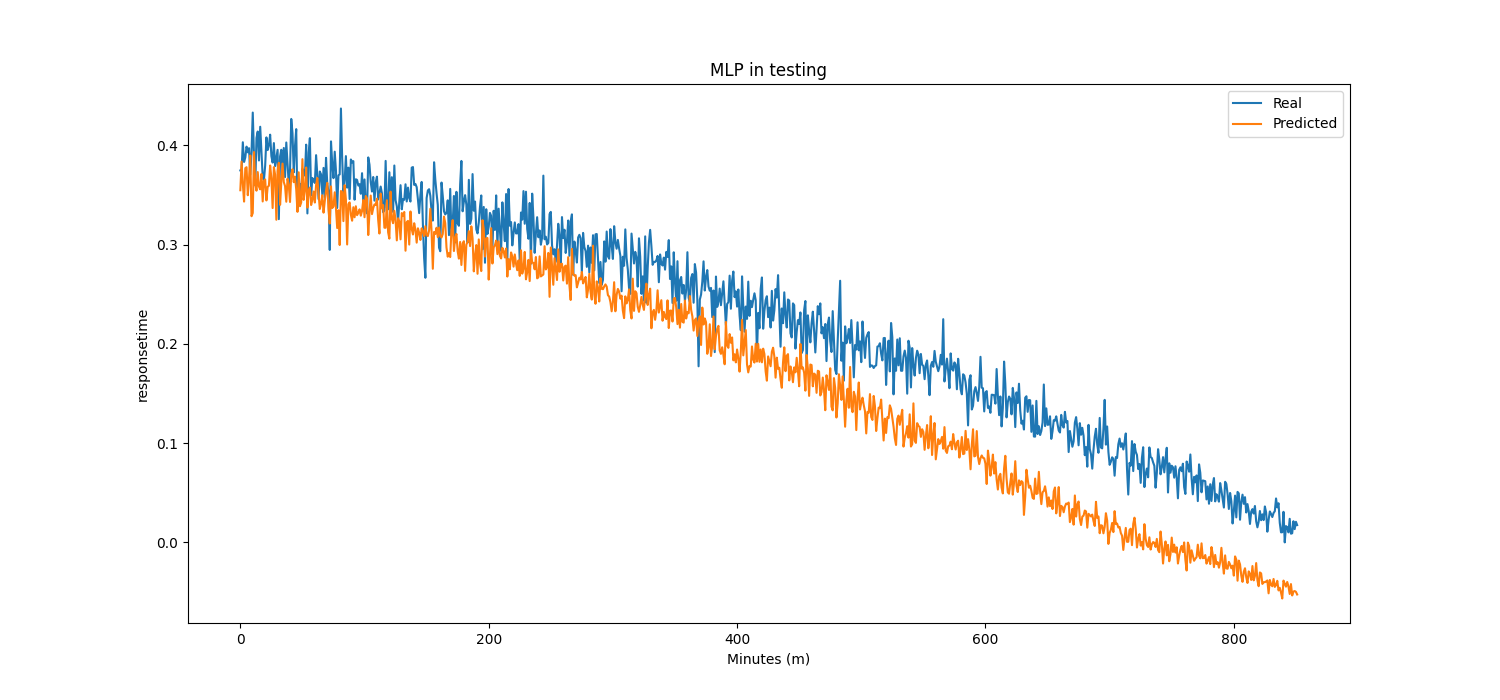 MLP in testing
Real
Predicted
0.4
0.3
0.2
0.1
0.0
responsetime
0 200 400 600 800
Minutes (m)